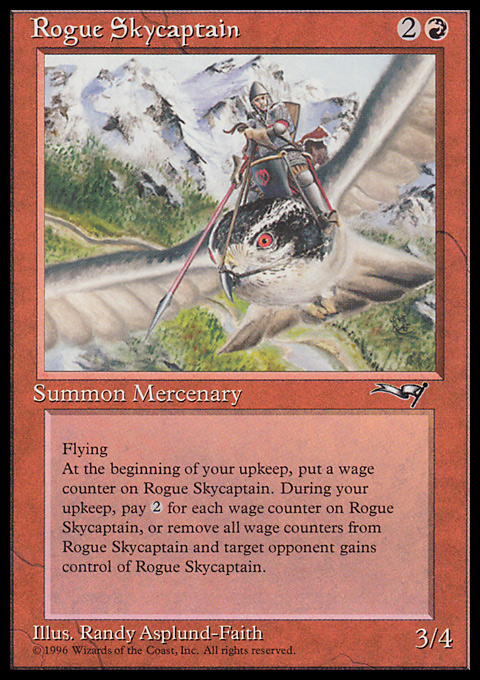 Rogue Skycaptain 2
Summon Mercenary
Flying
At the beginning of your upkeep, put a wage
counter on Rogue Skycaptain. During your
upkeep, pay 2 for each wage counter on Rogue
Skycaptain, or remove all wage counters from
Rogue Skycaptain and target opponent gains
control of Rogue Skycaptain.
Illus. Randy Asplund-Faith
©1996 Wizards of the Coast, Inc. All rights reserved.
3/4